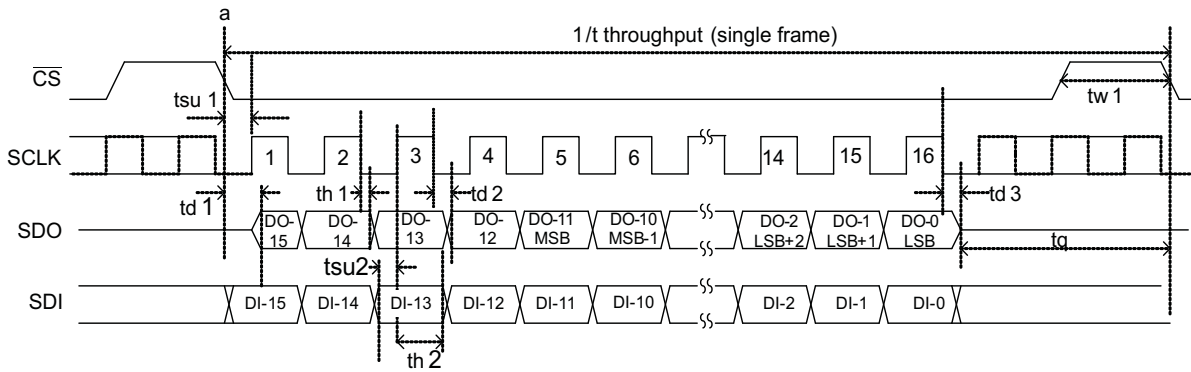 a
1/t throughput (single frame)
CS
tsu 1
tw 1
SCLK
1 2 3 4 5 6 14 15 16
td 1
th 1
td 2
td 3
SDO
DO-15
DO-14
DO-13
DO-12
DO-11 MSB
DO-10 MSB-1
DO-2 LSB+2
DO-1 LSB+1
DO-0 LSB
tq
tsu2
SDI
DI-15 DI-14 DI-13 DI-12 DI-11 DI-10 DI-2 DI-1 DI-0
th 2